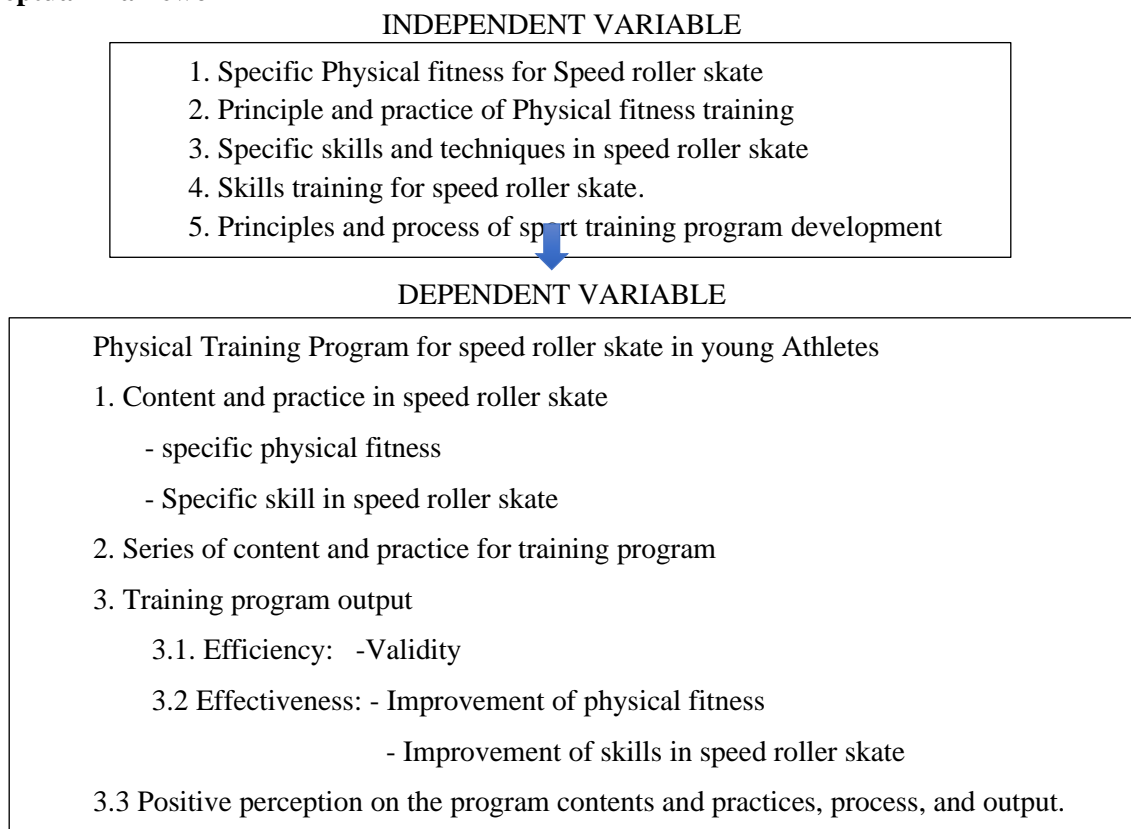 INDEPENDENT VARIABLE
1. Specific Physical fitness for Speed roller skate
2. Principle and practice of Physical fitness training
3. Specific skills and techniques in speed roller skate
4. Skills training for speed roller skate.
5. Principles and process of sport training program development
DEPENDENT VARIABLE
Physical Training Program for speed roller skate in young Athletes
1. Content and practice in speed roller skate
- specific physical fitness
- Specific skill in speed roller skate
2. Series of content and practice for training program
3. Training program output
3.1. Efficiency: -Validity
3.2 Effectiveness: - Improvement of physical fitness
- Improvement of skills in speed roller skate
3.3 Positive perception on the program contents and practices, process, and output.